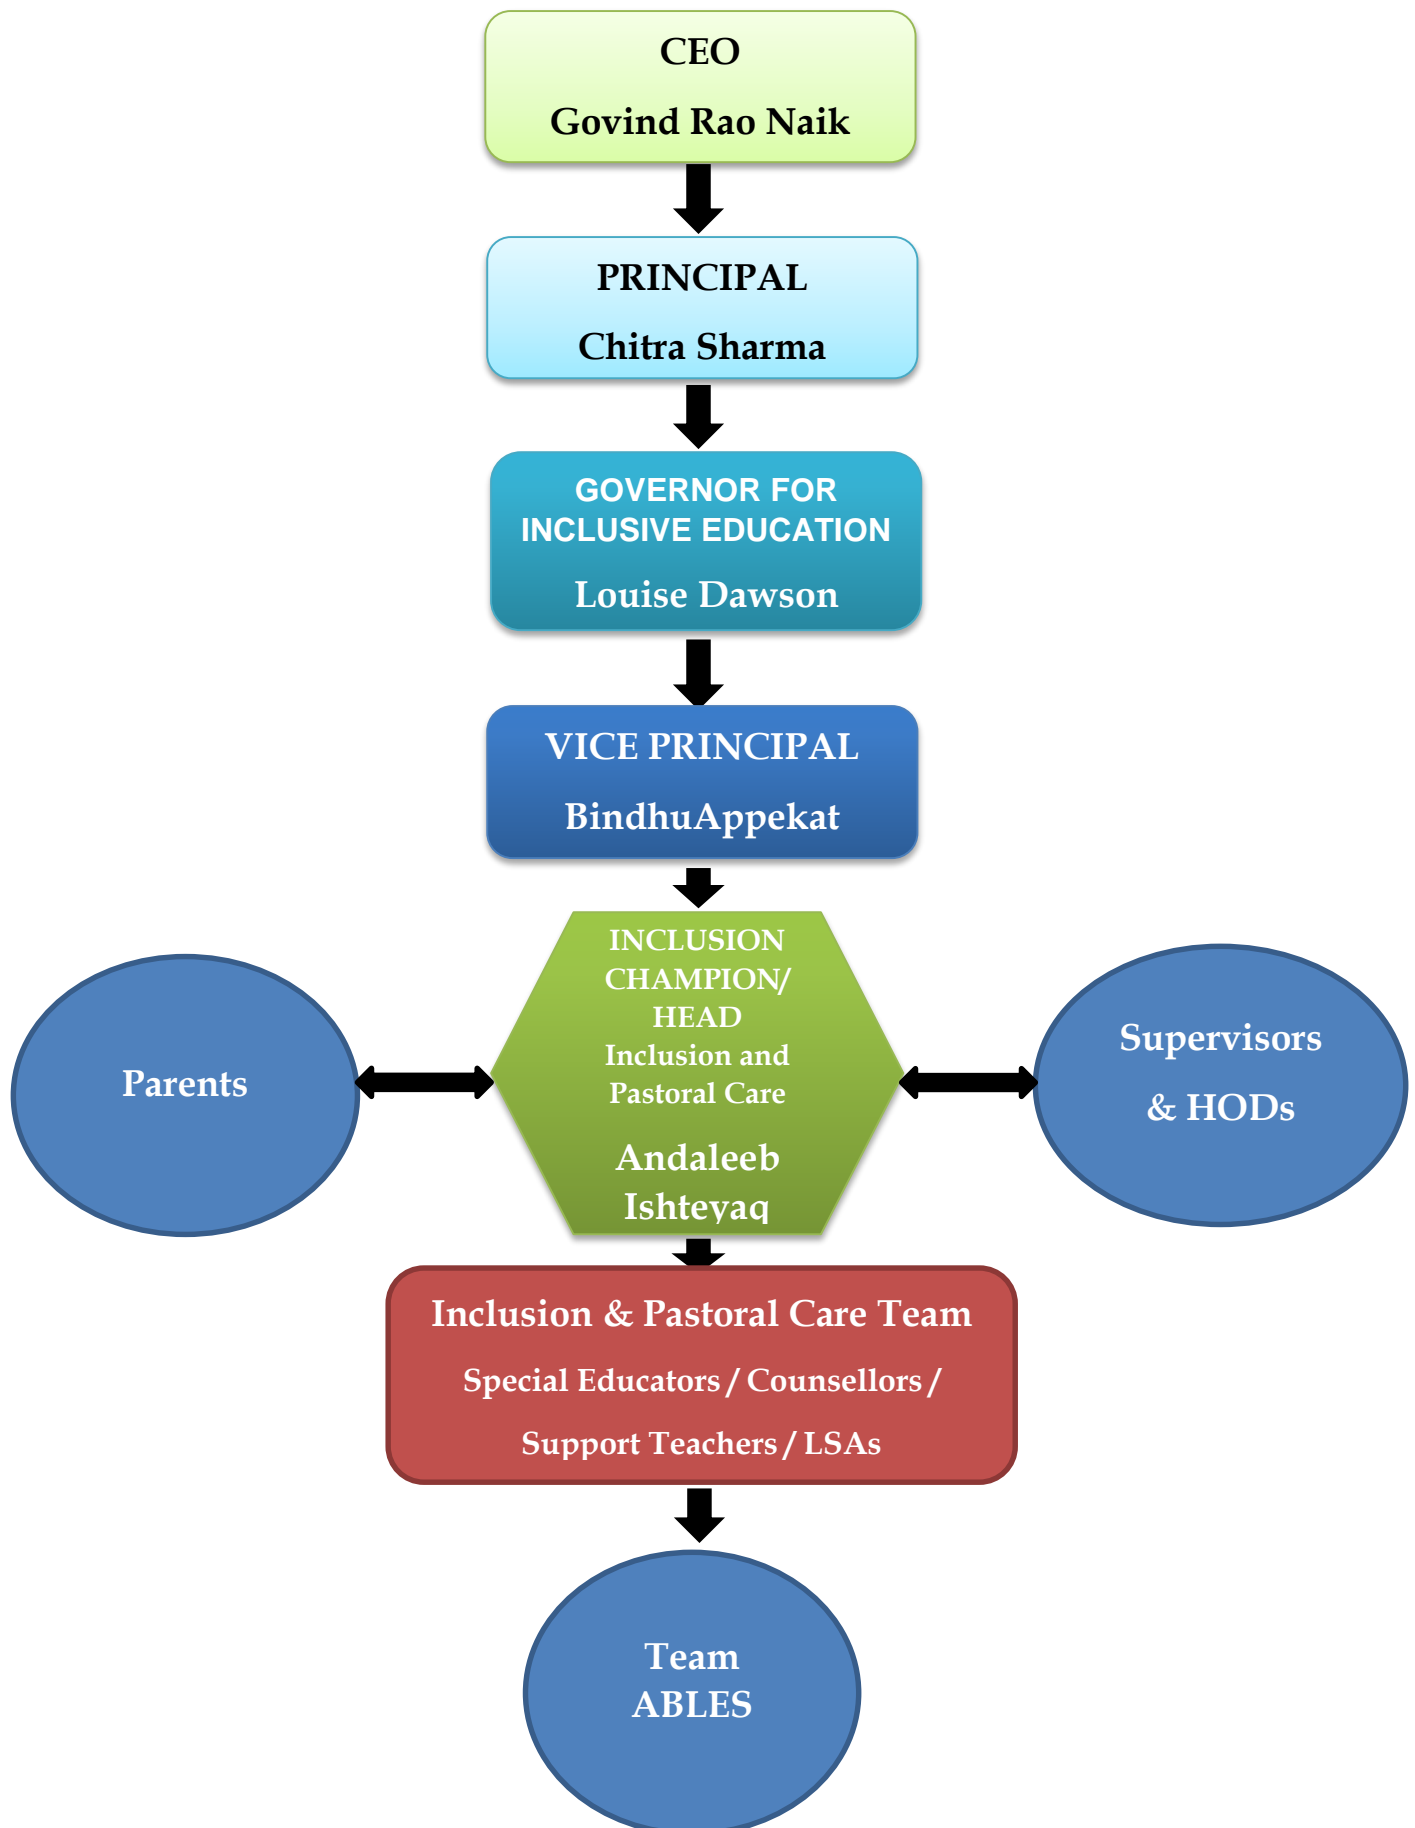 CEO
Govind Rao Naik
PRINCIPAL
Chitra Sharma
GOVERNOR FOR
INCLUSIVE EDUCATION
Louise Dawson
VICE PRINCIPAL
BindhuAppekat
INCLUSION
CHAMPION/
HEAD
Inclusion and
Pastoral Care
Andaleeb
Ishteyaq
Parents
Supervisors
& HODs
Inclusion & Pastoral Care Team
Special Educators / Counsellors /
Support Teachers / LSAs
Team
ABLES